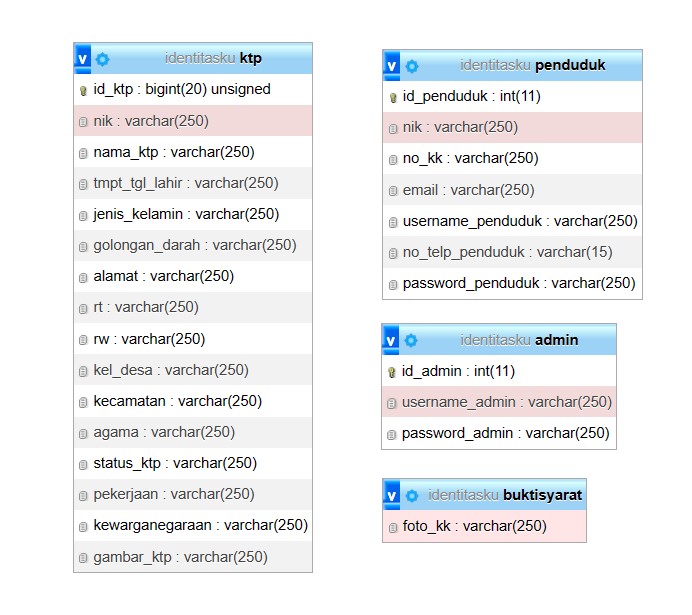 v identitasku ktp
id_ktp : bigint(20) unsigned
nik : varchar(250)
nama_ktp : varchar(250)
tmpt_tgl_lahir : varchar(250)
jenis_kelamin : varchar(250)
golongan_darah : varchar(250)
alamat : varchar(250)
rt : varchar(250)
rw : varchar(250)
kel_desa : varchar(250)
kecamatan : varchar(250)
agama : varchar(250)
status_ktp : varchar(250)
pekerjaan : varchar(250)
kewarganegaraan : varchar(250)
gambar_ktp : varchar(250)
v identitasku penduduk
id_penduduk : int(11)
nik : varchar(250)
no_kk : varchar(250)
email : varchar(250)
username_penduduk : varchar(250)
no_telp_penduduk : varchar(15)
password_penduduk : varchar(250)
v identitasku admin
id_admin : int(11)
username_admin : varchar(250)
password_admin : varchar(250)
v identitasku buktisyarat
foto_kk : varchar(250)